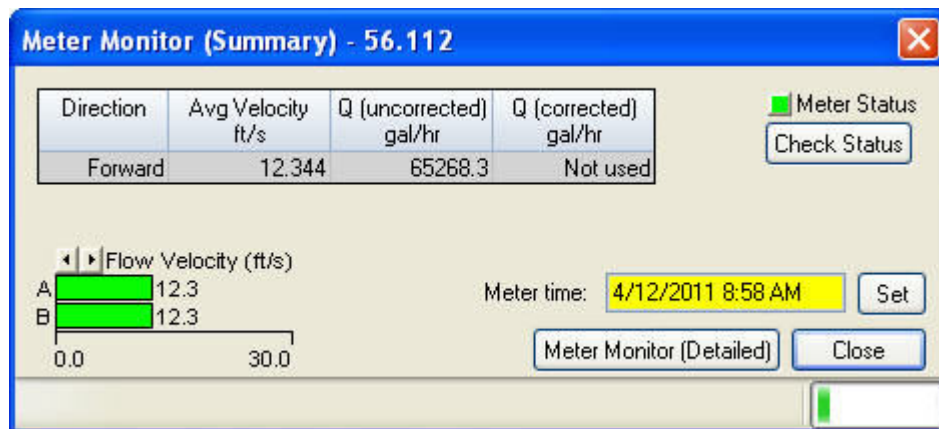 Meter Monitor (Summary) - 56.112
Direction Avg Velocity ft/s Q (uncorrected) gal/hr Q (corrected) gal/hr
Forward 12.344 65268.3 Not used
Meter Status
Check Status
Flow Velocity (ft/s)
A 12.3
B 12.3
0.0 30.0
Meter time: 4/12/2011 8:58 AM Set
Meter Monitor (Detailed) Close